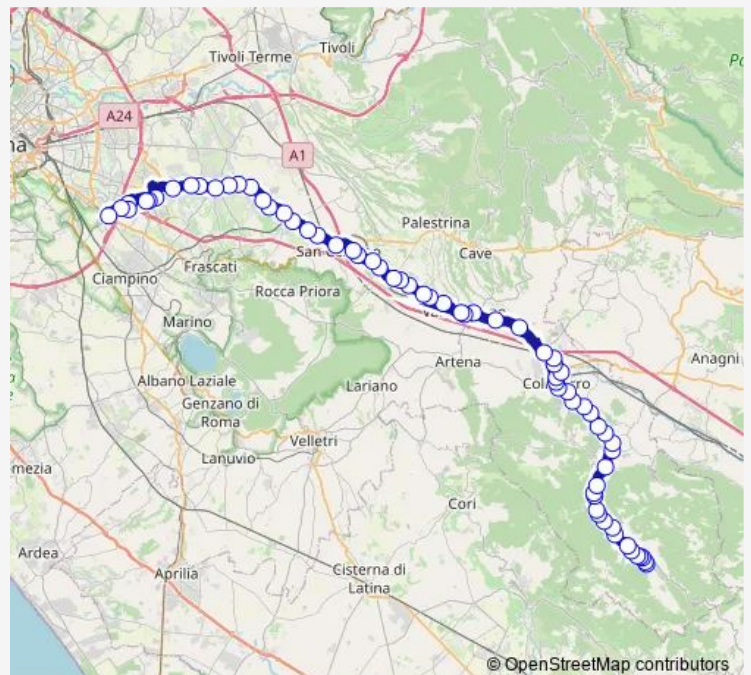 Tivoli Terme
Tivoli
A24
A1
Palestrina
Cave
Frascati
Ciampino
Rocca Priora
Marino
Artena
Anagni
Albano Laziale
Lariano
Genzano di
Roma
Velletri
Lanuvio
Cori
Ardea
Aprilia
Cisterna di
Latina
© OpenStreetMap contributors